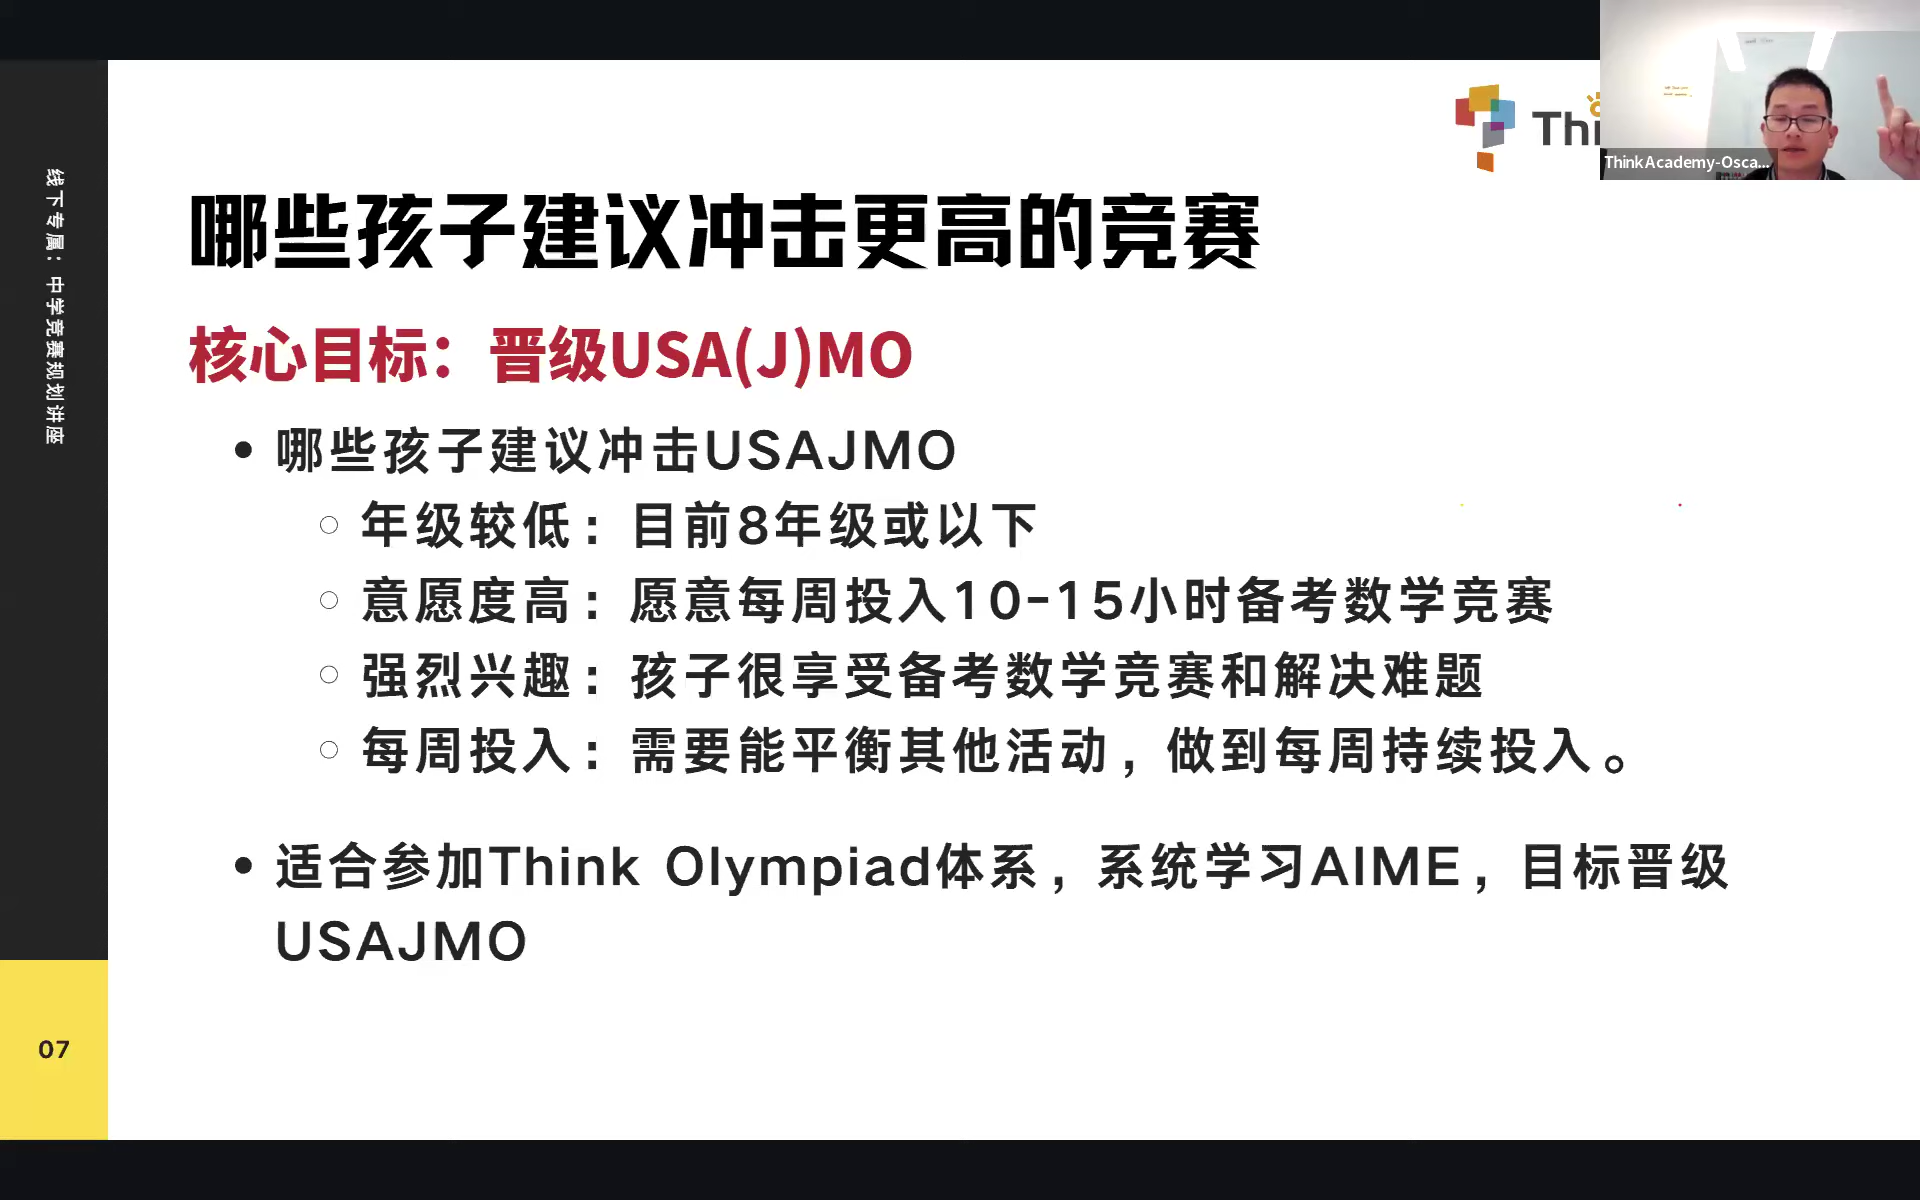 Thi
ThinkAcademy-Osca...
线下专属：中学竞赛规划讲座
哪些孩子建议冲击更高的竞赛
核心目标：晋级USA(J)MO
哪些孩子建议冲击USAJMO
年级较低：目前8年级或以下
意愿度高：愿意每周投入10-15小时备考数学竞赛
强烈兴趣：孩子很享受备考数学竞赛和解决难题
每周投入：需要能平衡其他活动，做到每周持续投入。
适合参加Think Olympiad体系，系统学习AIME，目标晋级
USAJMO
07